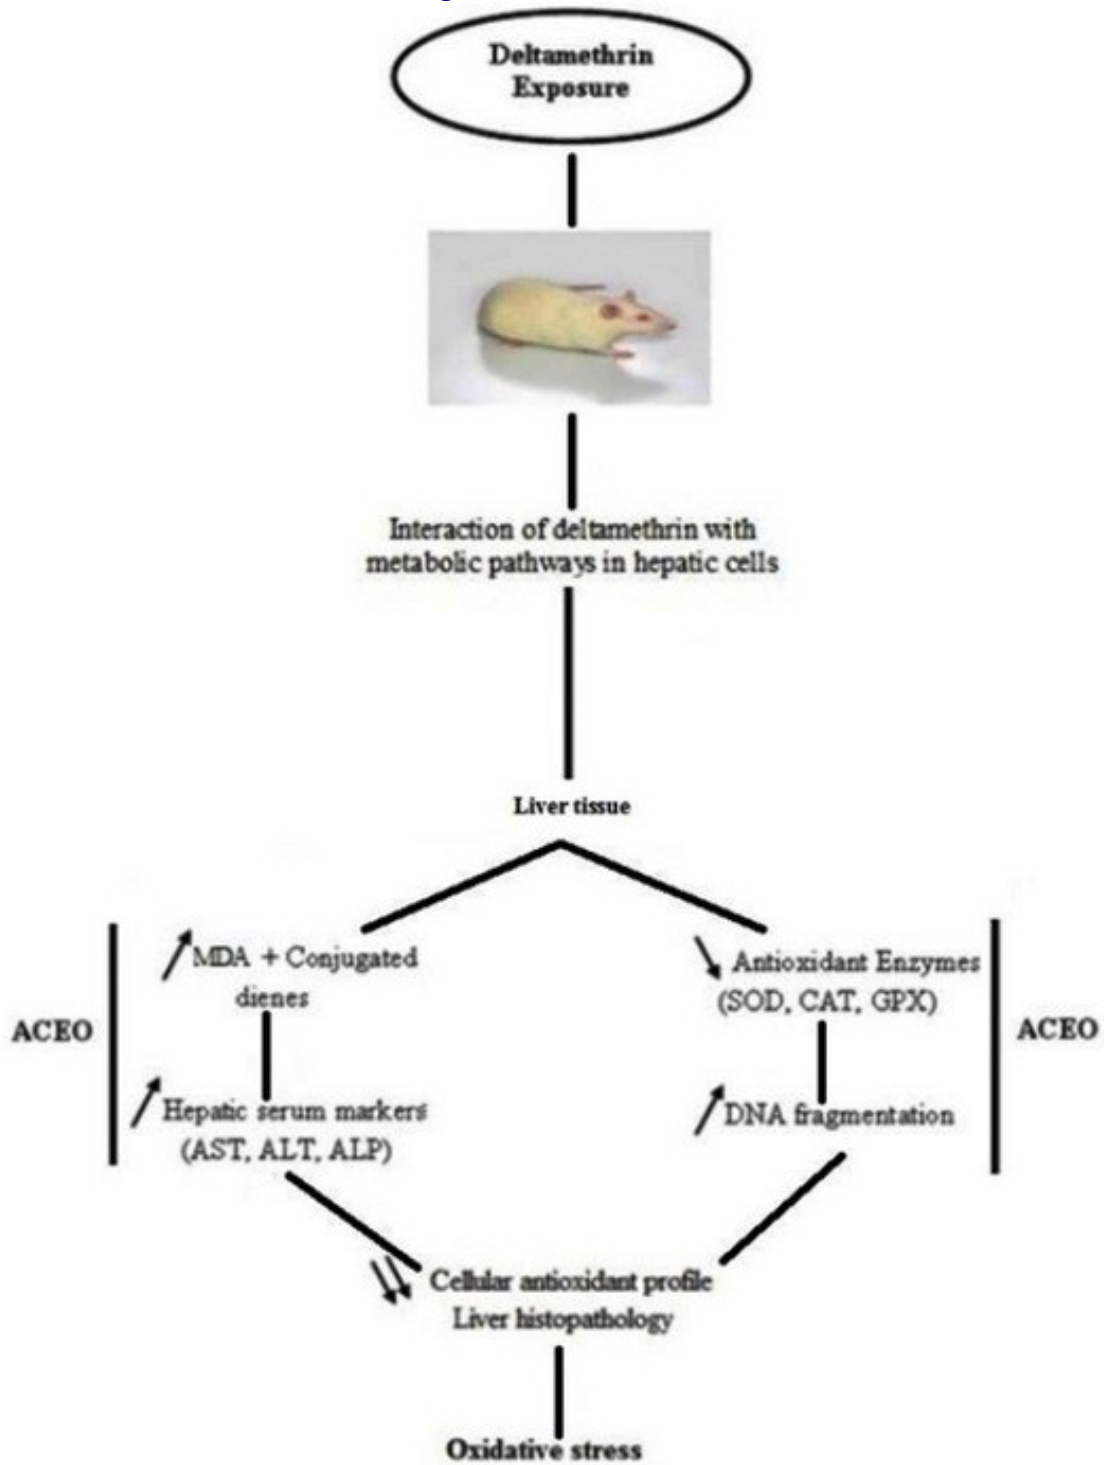 Deltamethrin
Exposure
Interaction of deltamethrin with
metabolic pathways in hepatic cells
Liver tissue
MDA + Conjugated
dienes
Antioxidant Enzymes
(SOD, CAT, GPX)
ACEO
ACEO
Hepatic serum markers
(AST, ALT, ALP)
DNA fragmentation
Cellular antioxidant profile
Liver histopathology
Oxidative stress